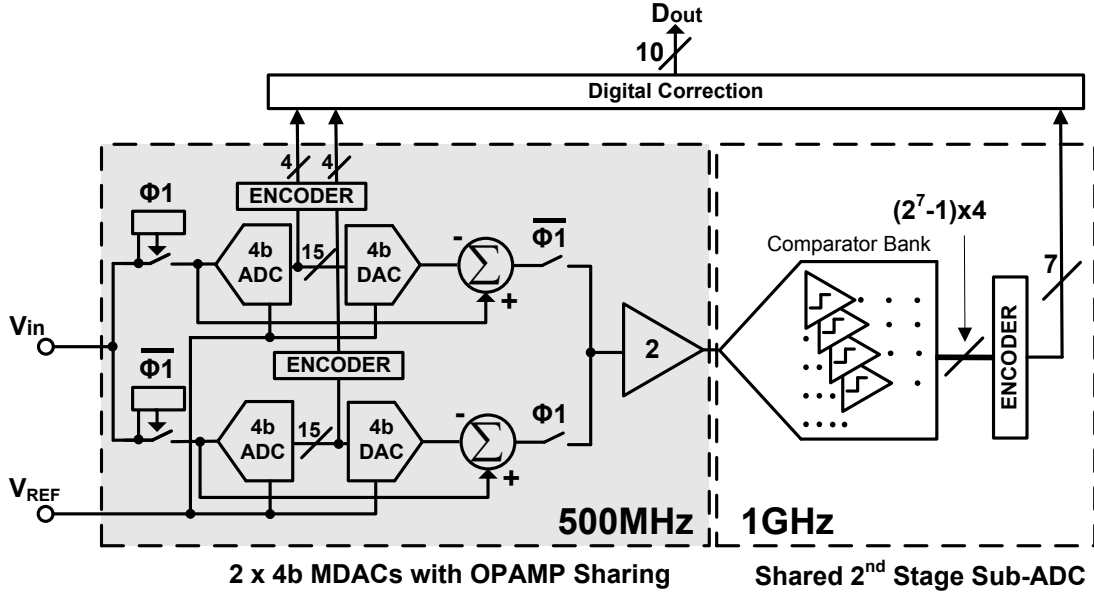 Dout
10
Digital Correction
4 4
ENCODER
Φ1
4b
ADC
15
4b
DAC
-
Σ
+
Φ1
Vin
ENCODER
2
Φ1
4b
ADC
15
4b
DAC
-
Σ
+
Φ1
VREF
500MHz
(2⁷-1)x4
Comparator Bank
7
ENCODER
1GHz
2 x 4b MDACs with OPAMP Sharing
Shared 2nd Stage Sub-ADC